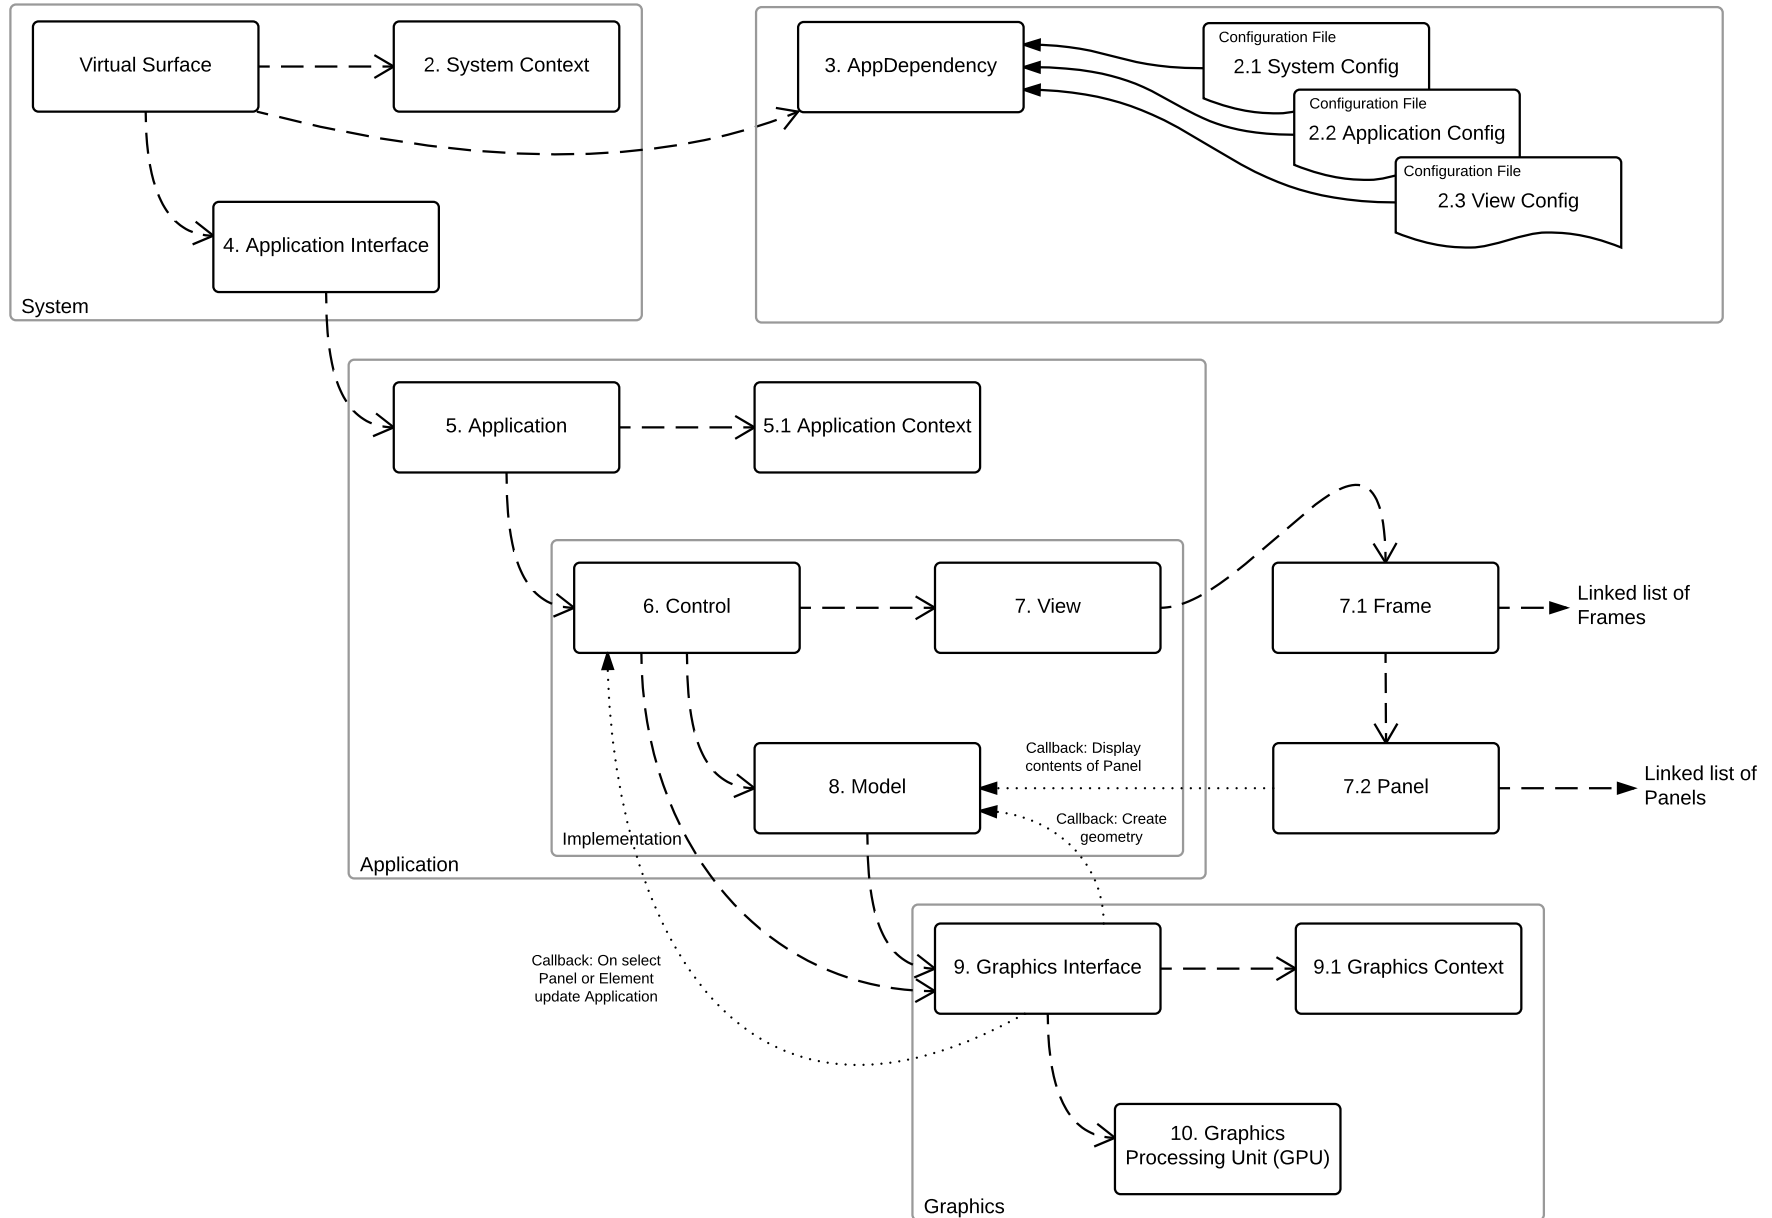 Virtual Surface
2. System Context
4. Application Interface
System
3. AppDependency
Configuration File
2.1 System Config
Configuration File
2.2 Application Config
Configuration File
2.3 View Config
5. Application
5.1 Application Context
6. Control
7. View
7.1 Frame
Linked list of
Frames
8. Model
Callback: Display
contents of Panel
7.2 Panel
Linked list of
Panels
Callback: Create
geometry
Implementation
Application
Callback: On select
Panel or Element
update Application
9. Graphics Interface
9.1 Graphics Context
10. Graphics
Processing Unit (GPU)
Graphics